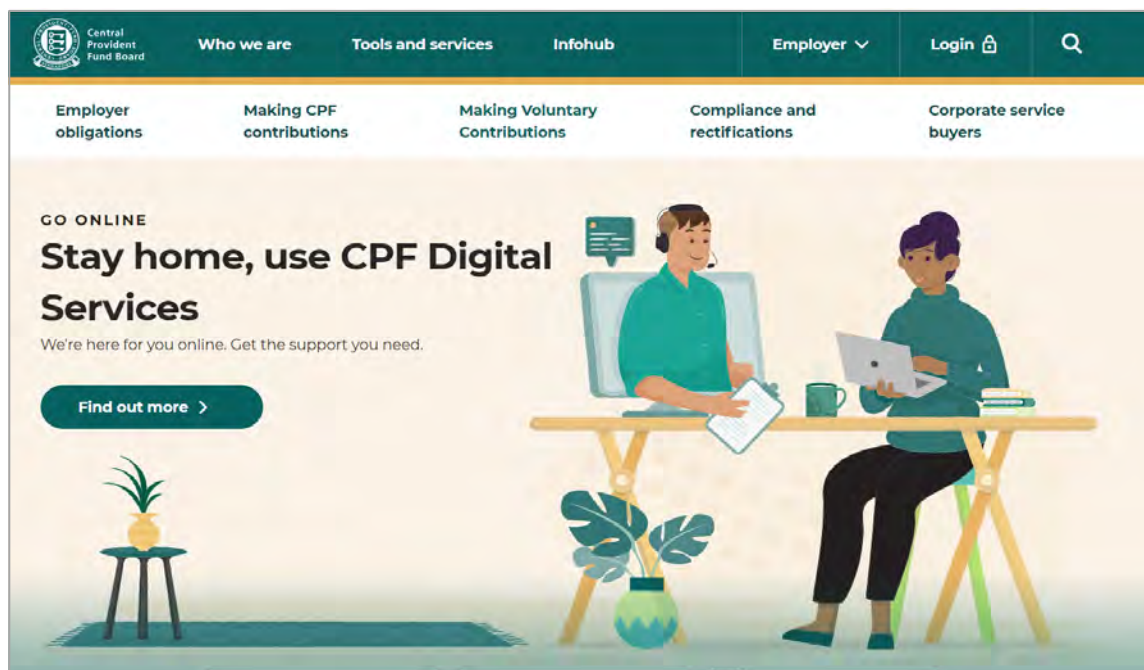 Central
Provident
Fund Board
Who we are
Tools and services
Infohub
Employer
Login
Employer
obligations
Making CPF
contributions
Making Voluntary
Contributions
Compliance and
rectifications
Corporate service
buyers
GO ONLINE
Stay home, use CPF Digital
Services
We're here for you online. Get the support you need.
Find out more